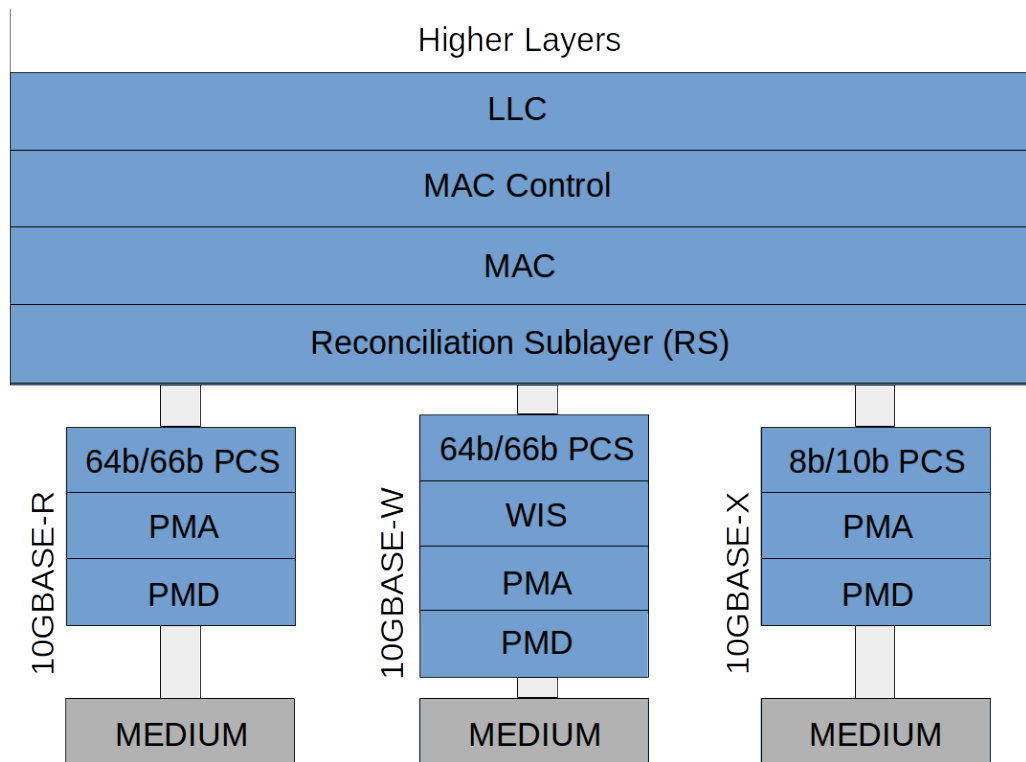 Higher Layers
LLC
MAC Control
MAC
Reconciliation Sublayer (RS)
10GBASE-R
64b/66b PCS
PMA
PMD
MEDIUM
10GBASE-W
64b/66b PCS
WIS
PMA
PMD
MEDIUM
10GBASE-X
8b/10b PCS
PMA
PMD
MEDIUM